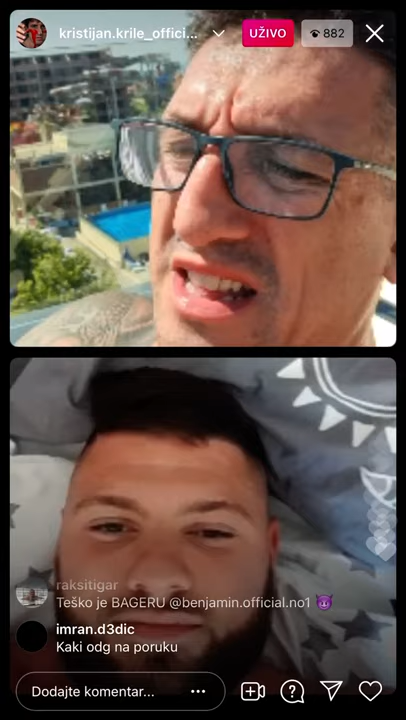 kristijan.krile_offici...
UŽIVO
882
raksitigar
Teško je BAGERU @benjamin.official.no1 😈
imran.d3dic
Kaki odg na poruku
Dodajte komentar...